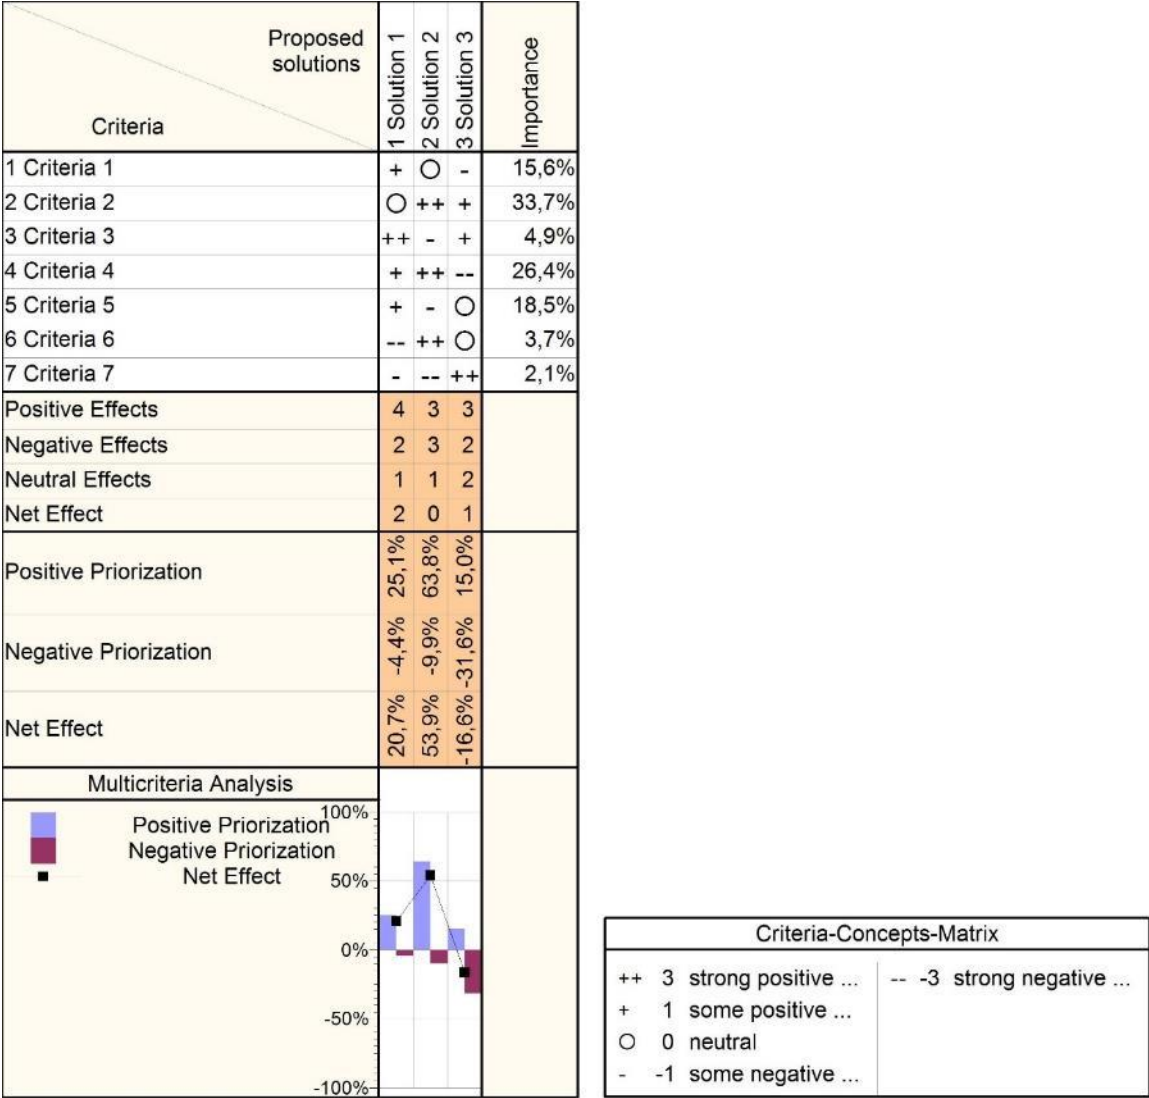 Proposed
solutions
Criteria
1 Solution 1
2 Solution 2
3 Solution 3
Importance
1 Criteria 1 + O - 15,6%
2 Criteria 2 O ++ + 33,7%
3 Criteria 3 ++ - + 4,9%
4 Criteria 4 + ++ -- 26,4%
5 Criteria 5 + - O 18,5%
6 Criteria 6 -- ++ O 3,7%
7 Criteria 7 - -- ++ 2,1%
Positive Effects 4 3 3
Negative Effects 2 3 2
Neutral Effects 1 1 2
Net Effect 2 0 1
Positive Priorization 25,1% 63,8% 15,0%
Negative Priorization -4,4% -9,9% -31,6%
Net Effect 20,7% 53,9% -16,6%
Multicriteria Analysis
Positive Priorization
Negative Priorization
Net Effect
100%
50%
0%
-50%
-100%
Criteria-Concepts-Matrix
++ 3 strong positive ...
+ 1 some positive ...
O 0 neutral
- -1 some negative ...
-- -3 strong negative ...